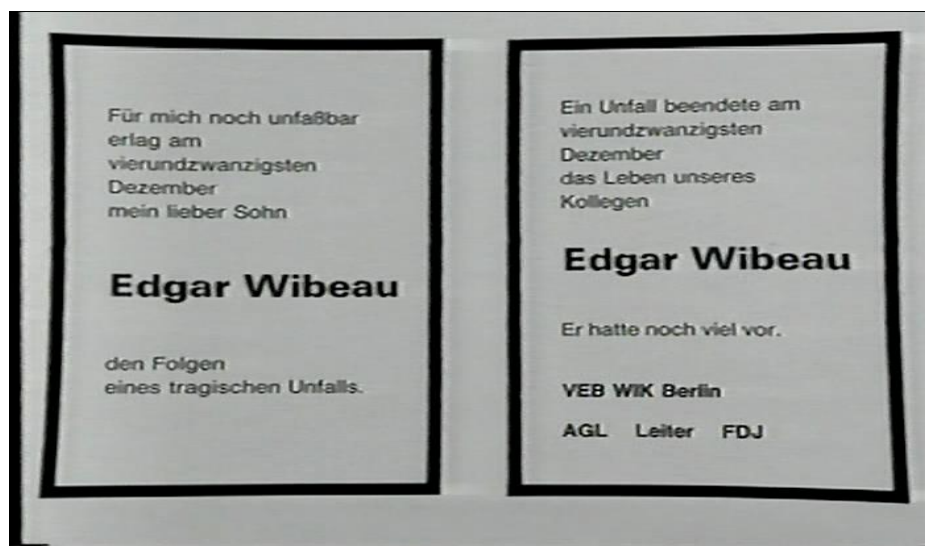 Für mich noch unfaßbar
erlag am
vierundzwanzigsten
Dezember
mein lieber Sohn
Edgar Wibeau
den Folgen
eines tragischen Unfalls.
Ein Unfall beendete am
vierundzwanzigsten
Dezember
das Leben unseres
Kollegen
Edgar Wibeau
Er hatte noch viel vor.
VEB WIK Berlin
AGL Leiter FDJ